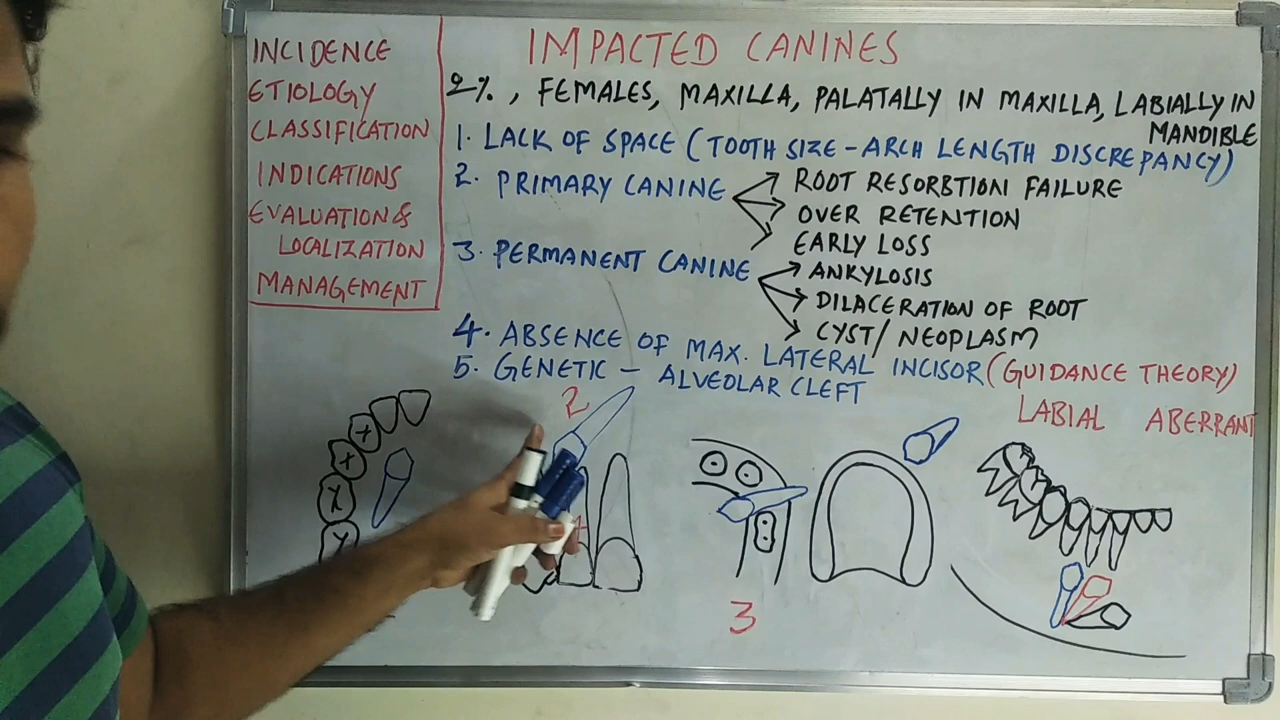 INCIDENCE
ETIOLOGY
CLASSIFICATION
INDICATIONS
EVALUATION &
LOCALIZATION
MANAGEMENT
IMPACTED CANINES
2%, FEMALES, MAXILLA, PALATALLY IN MAXILLA, LABIALLY IN
MANDIBLE
1. LACK OF SPACE (TOOTH SIZE - ARCH LENGTH DISCREPANCY)
2. PRIMARY CANINE
ROOT RESORBTION FAILURE
OVER RETENTION
EARLY LOSS
3. PERMANENT CANINE
ANKYLOSIS
DILACERATION OF ROOT
CYST/ NEOPLASM
4. ABSENCE OF MAX. LATERAL INCISOR (GUIDANCE THEORY)
5. GENETIC - ALVEOLAR CLEFT
LABIAL ABERRANT
2
3